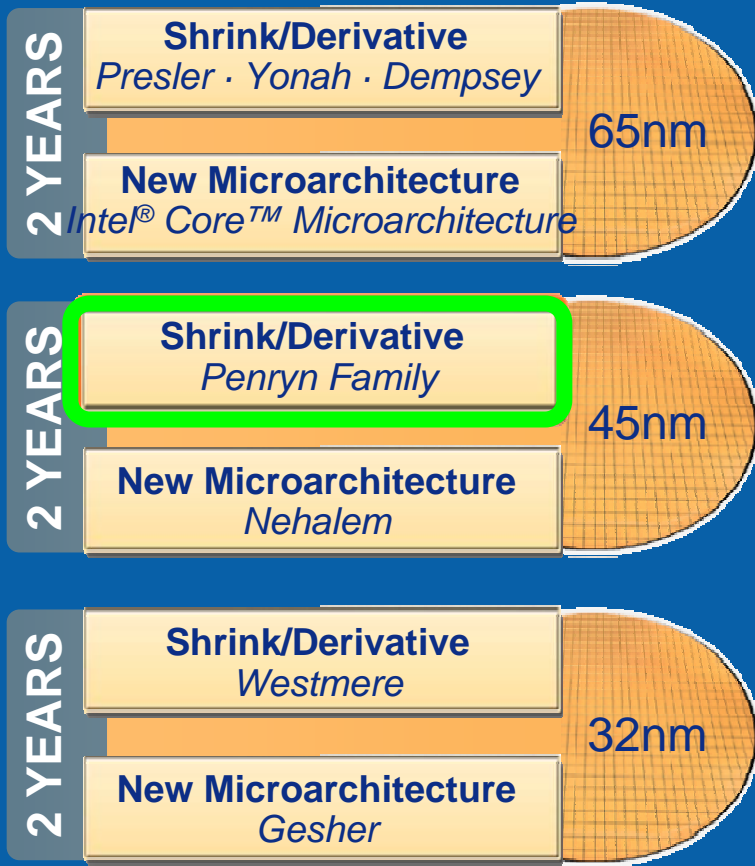 2 YEARS
Shrink/Derivative
Presler · Yonah · Dempsey
New Microarchitecture
Intel® Core™ Microarchitecture
65nm
2 YEARS
Shrink/Derivative
Penryn Family
New Microarchitecture
Nehalem
45nm
2 YEARS
Shrink/Derivative
Westmere
New Microarchitecture
Gesher
32nm